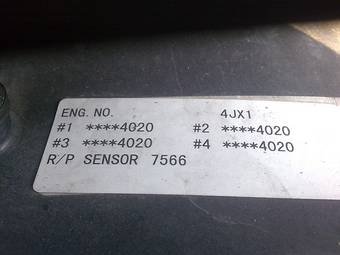 ENG. NO. 4JX1
#1 ****4020 #2 ****4020
#3 ****4020 #4 ****4020
R/P SENSOR 7566